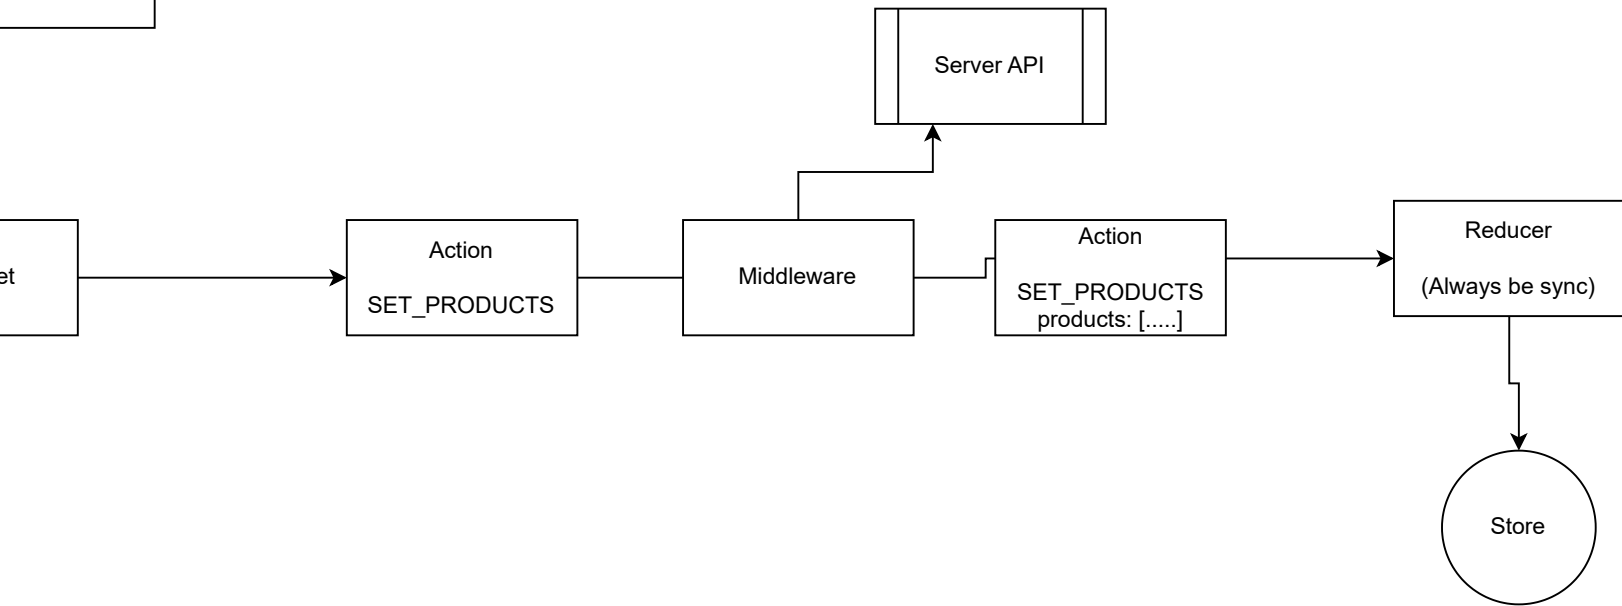 Server API
et
Action
SET_PRODUCTS
Middleware
Action
SET_PRODUCTS
products: [.....]
Reducer
(Always be sync)
Store